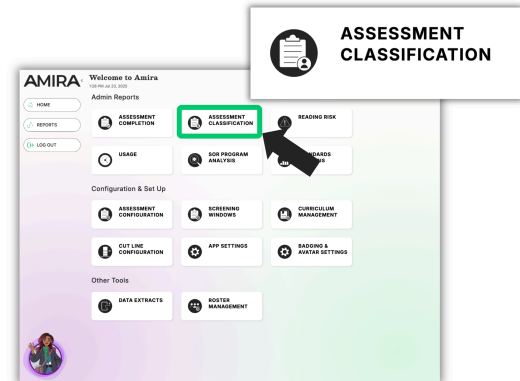 ASSESSMENT
CLASSIFICATION
AMIRA
Welcome to Amira
Admin Reports
HOME
REPORTS
LOG OUT
ASSESSMENT
COMPLETION
ASSESSMENT
CLASSIFICATION
READING RISK
USAGE
SOR PROGRAM
ANALYSIS
Configuration & Set Up
ASSESSMENT
CONFIGURATION
SCREENING
WINDOWS
CURRICULUM
MANAGEMENT
CUT LINE
CONFIGURATION
APP SETTINGS
BADGING &
AVATAR SETTINGS
Other Tools
DATA EXTRACTS
ROSTER
MANAGEMENT